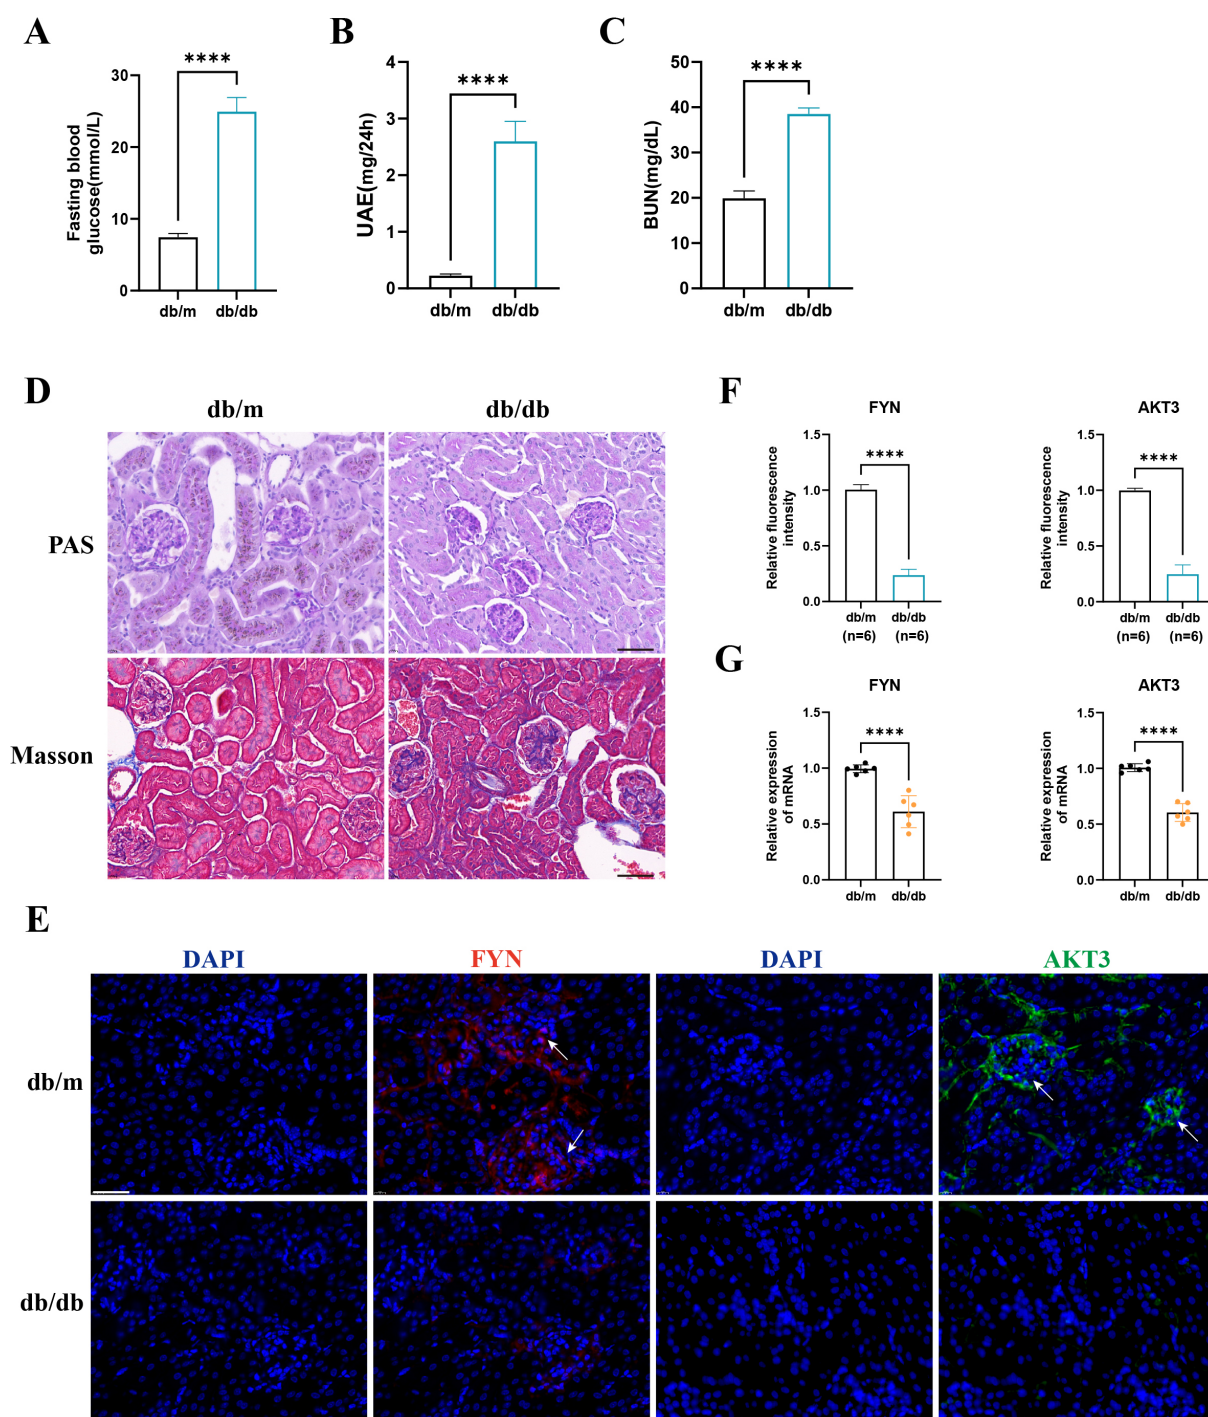 A
Fasting blood
glucose(mmol/L)
30
20
10
0
****
db/m
db/db
B
UAE(mg/24h)
4
3
2
1
0
****
db/m
db/db
C
BUN(mg/dL)
50
40
30
20
10
0
****
db/m
db/db
D
db/m
db/db
PAS
Masson
F
FYN
Relative fluorescence
intensity
1.5
1.0
0.5
0.0
****
db/m
(n=6)
db/db
(n=6)
AKT3
Relative fluorescence
intensity
1.5
1.0
0.5
0.0
****
db/m
(n=6)
db/db
(n=6)
G
FYN
Relative expression
of mRNA
1.5
1.0
0.5
0.0
****
db/m
db/db
AKT3
Relative expression
of mRNA
1.5
1.0
0.5
0.0
****
db/m
db/db
E
DAPI
FYN
DAPI
AKT3
db/m
db/db